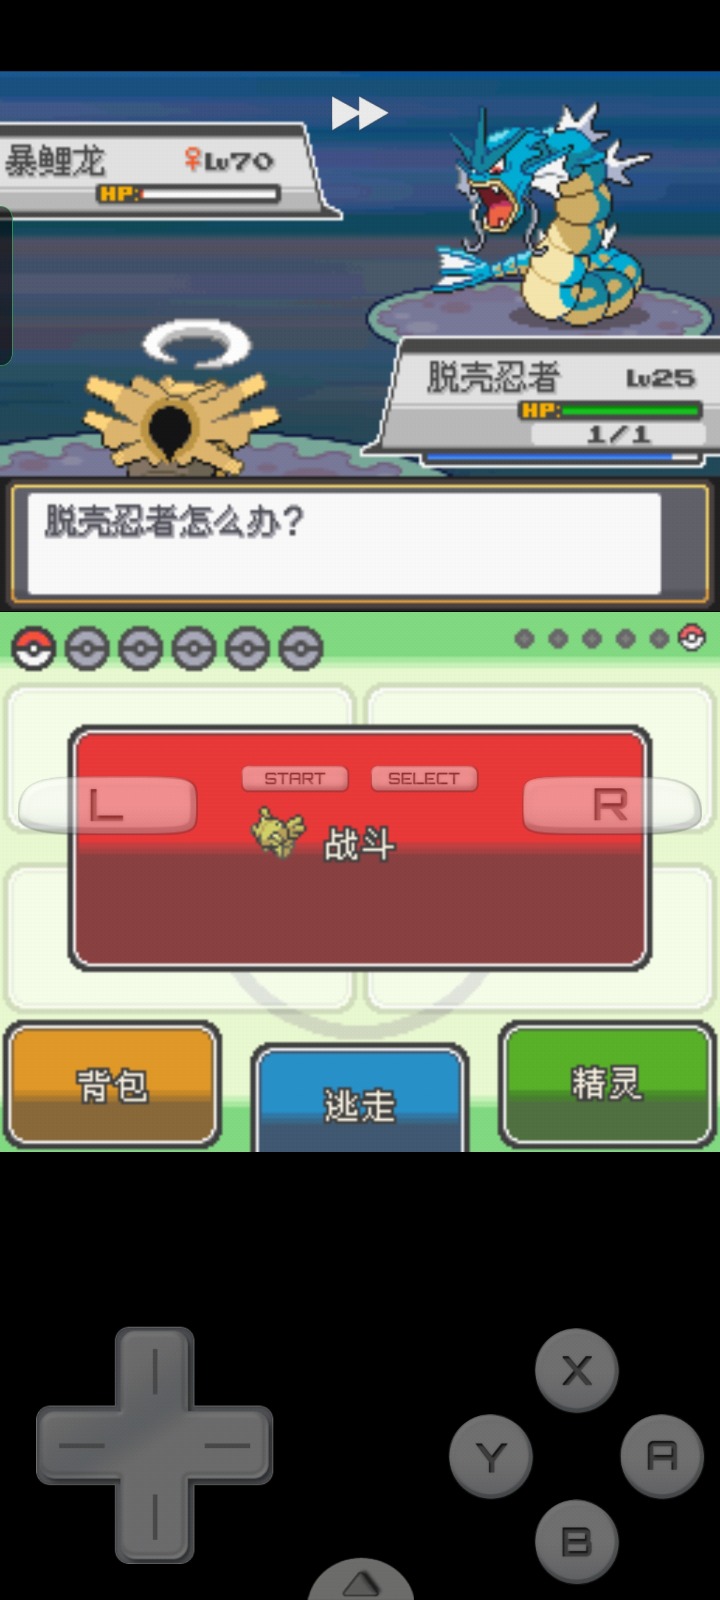 暴鲤龙 ♀Lv70
HP:
脱壳忍者 Lv25
HP:
1/1
脱壳忍者怎么办?
START SELECT
L R
战斗
背包 逃走 精灵
X
Y A
B